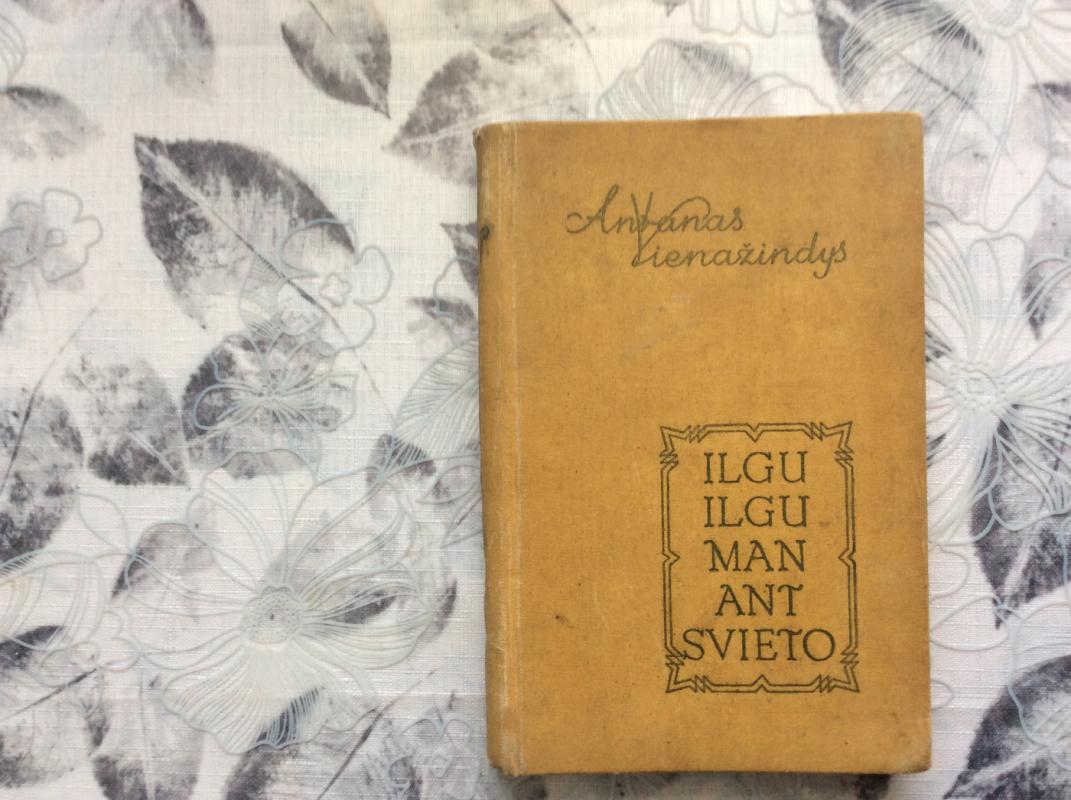 Antanas
Vienažindys
ILGU
ILGU
MAN
ANT
SVIETO